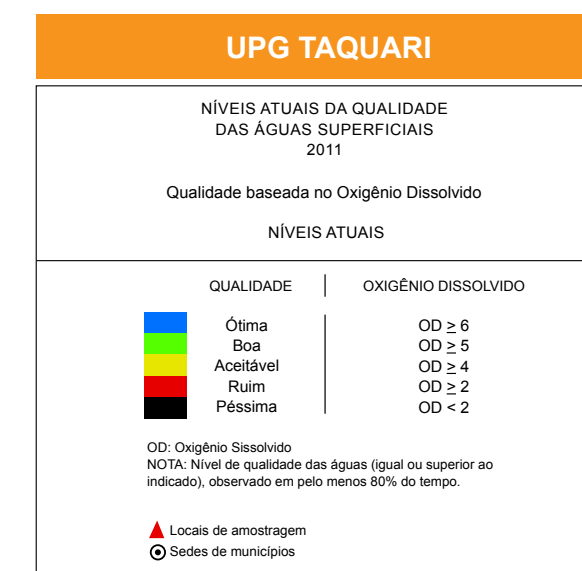 UPG TAQUARI
NÍVEIS ATUAIS DA QUALIDADE
DAS ÁGUAS SUPERFICIAIS
2011
Qualidade baseada no Oxigênio Dissolvido
NÍVEIS ATUAIS
QUALIDADE OXIGÊNIO DISSOLVIDO
Ótima OD ≥ 6
Boa OD ≥ 5
Aceitável OD ≥ 4
Ruim OD ≥ 2
Péssima OD < 2
OD: Oxigênio Sissolvido
NOTA: Nível de qualidade das águas (igual ou superior ao
indicado), observado em pelo menos 80% do tempo.
Locais de amostragem
Sedes de municípios